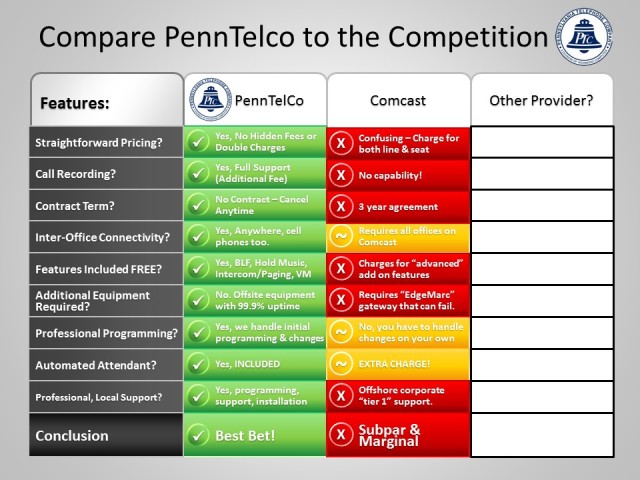 Compare PennTelco to the Competition
PENNSYLVANIA TELEPHONE COMPANY
PTC
Features:
PTC
PennTelCo
Comcast
Other Provider?
Straightforward Pricing?
Yes, No Hidden Fees or
Double Charges
X
Confusing – Charge for
both line & seat
Call Recording?
Yes, Full Support
(Additional Fee)
X
No capability!
Contract Term?
No Contract – Cancel
Anytime
X
3 year agreement
Inter-Office Connectivity?
Yes, Anywhere, cell
phones too.
~
Requires all offices on
Comcast
Features Included FREE?
Yes, BLF, Hold Music,
Intercom/Paging, VM
X
Charges for “advanced”
add on features
Additional Equipment
Required?
No. Offsite equipment
with 99.9% uptime
X
Requires “EdgeMarc”
gateway that can fail.
Professional Programming?
Yes, we handle initial
programming & changes
~
No, you have to handle
changes on your own
Automated Attendant?
Yes, INCLUDED
~
EXTRA CHARGE!
Professional, Local Support?
Yes, programming,
support, installation
X
Offshore corporate
“tier 1” support.
Conclusion
Best Bet!
X
Subpar &
Marginal